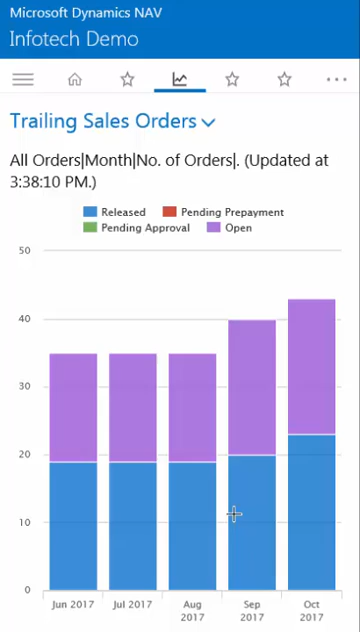 Microsoft Dynamics NAV
Infotech Demo
Trailing Sales Orders
All Orders|Month|No. of Orders|. (Updated at
3:38:10 PM.)
Released Pending Prepayment
Pending Approval Open
50
40
30
20
10
0
Jun 2017 Jul 2017 Aug 2017 Sep 2017 Oct 2017